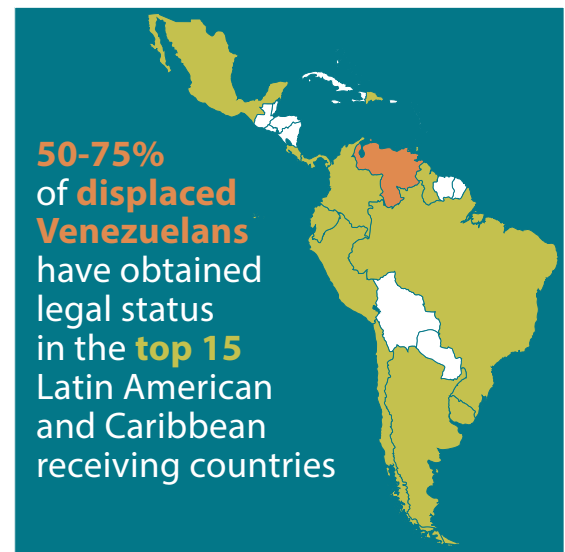 50-75%
of displaced
Venezuelans
have obtained
legal status
in the top 15
Latin American
and Caribbean
receiving countries